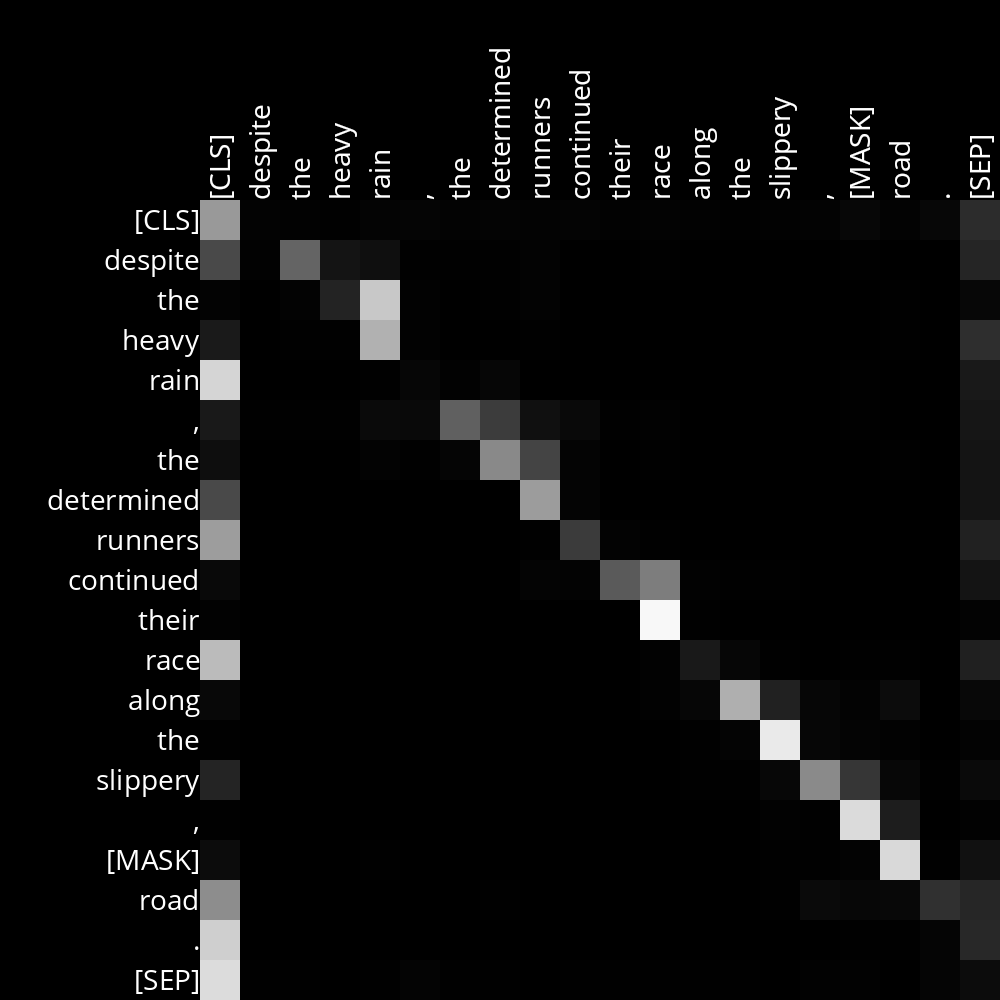 [CLS] despite the heavy rain , the determined runners continued their race along the slippery , [MASK] road . [SEP]
[CLS]
despite
the
heavy
rain
,
the
determined
runners
continued
their
race
along
the
slippery
,
[MASK]
road
.
[SEP]